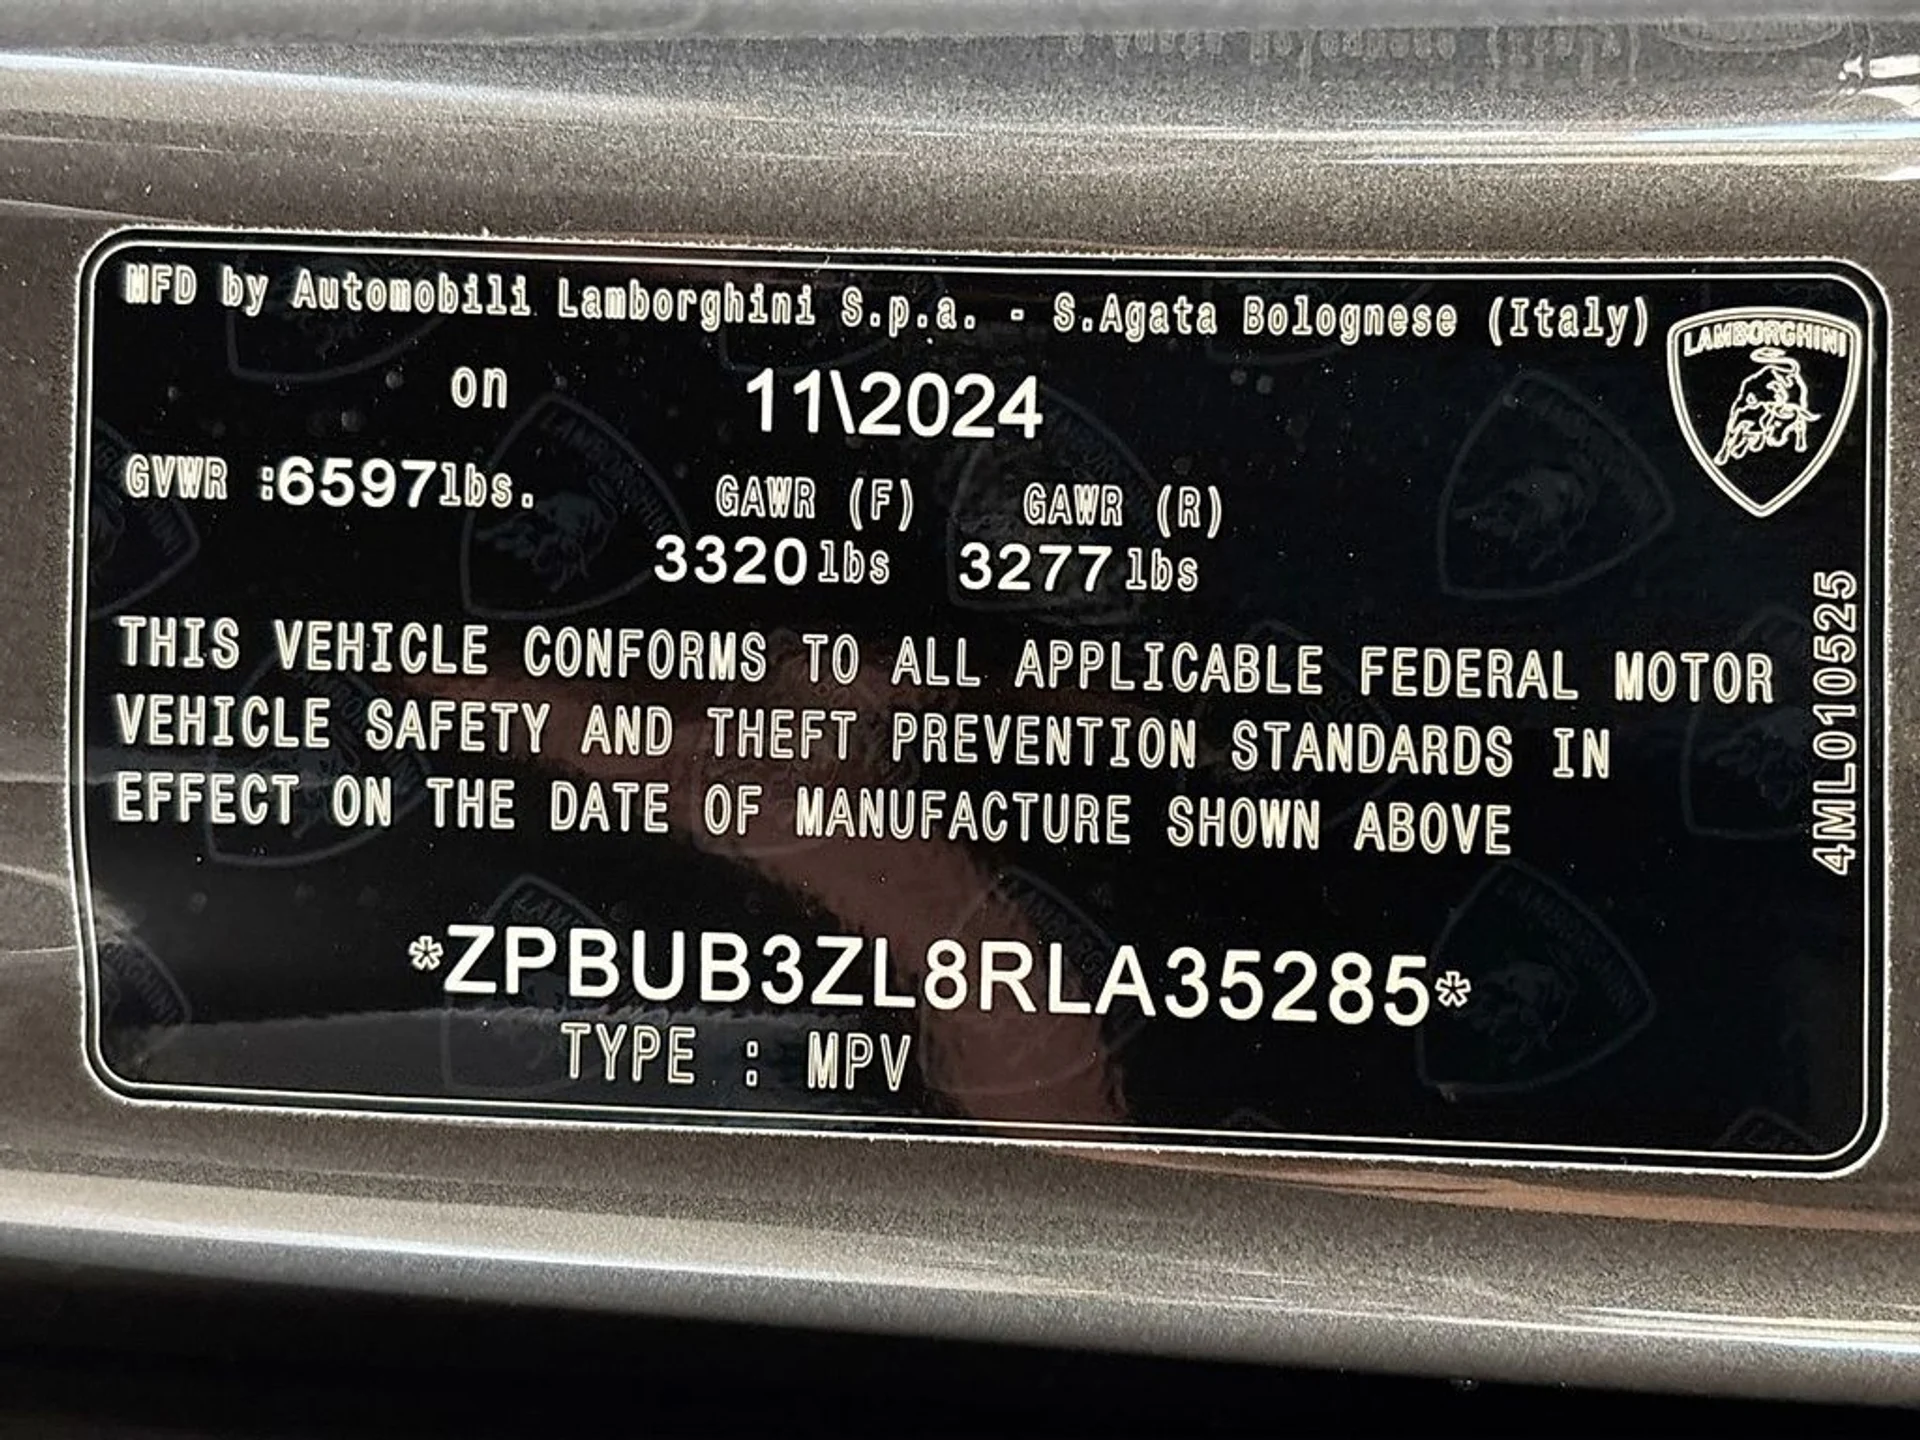 MFD by Automobili Lamborghini S.p.a. - S.Agata Bolognese (Italy)
LAMBORGHINI
on 11\2024
GVWR :6597lbs. GAWR (F) GAWR (R)
3320lbs 3277lbs
THIS VEHICLE CONFORMS TO ALL APPLICABLE FEDERAL MOTOR
VEHICLE SAFETY AND THEFT PREVENTION STANDARDS IN
EFFECT ON THE DATE OF MANUFACTURE SHOWN ABOVE
4ML010525
*ZPBUB3ZL8RLA35285*
TYPE : MPV